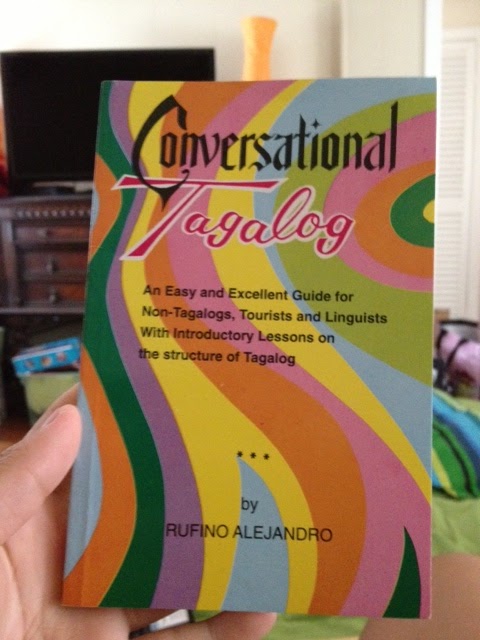 Conversational
Tagalog
An Easy and Excellent Guide for
Non-Tagalogs, Tourists and Linguists
With Introductory Lessons on
the structure of Tagalog
***
by
RUFINO ALEJANDRO